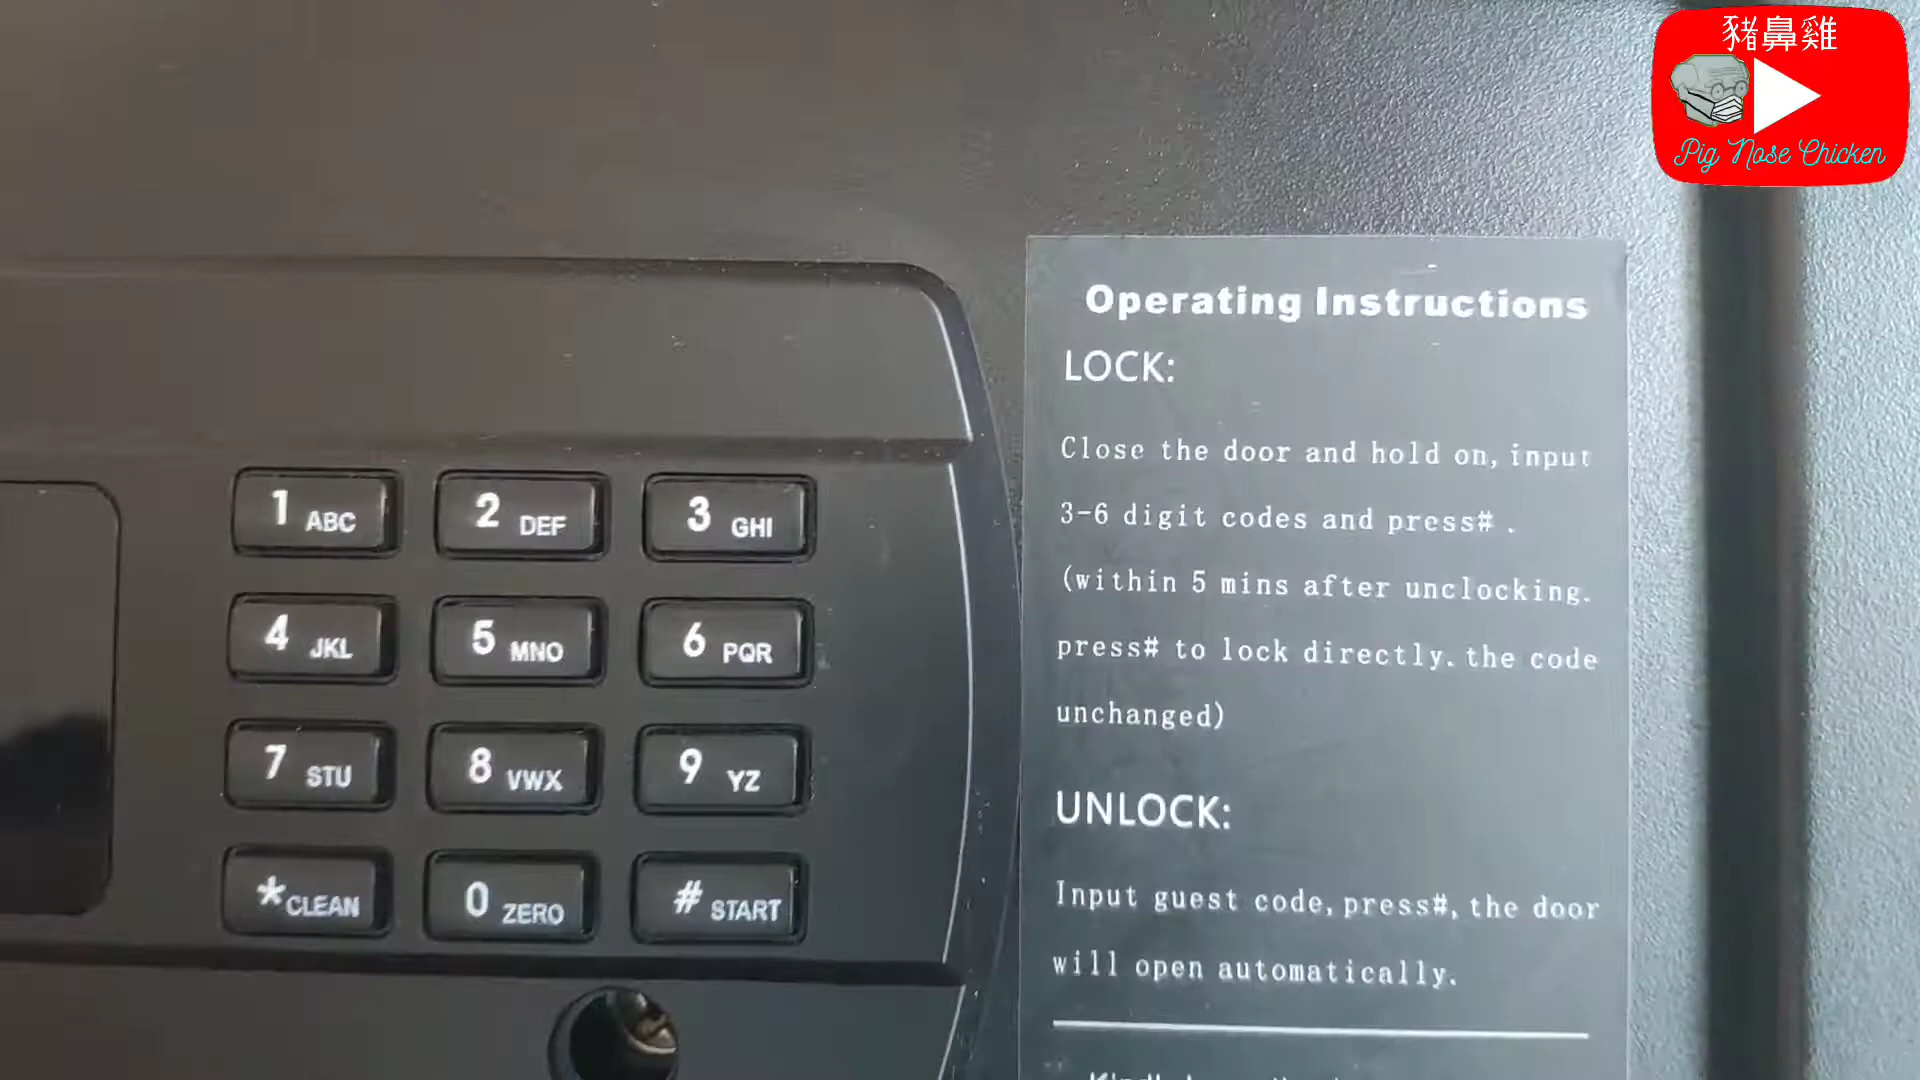 豬鼻雞
Pig Nose Chicken
Operating Instructions
LOCK:
Close the door and hold on, input
3-6 digit codes and press# .
(within 5 mins after unclocking.
press# to lock directly. the code
unchanged)
UNLOCK:
Input guest code, press#, the door
will open automatically.
1 ABC
2 DEF
3 GHI
4 JKL
5 MNO
6 PQR
7 STU
8 VWX
9 YZ
*CLEAN
0 ZERO
# START